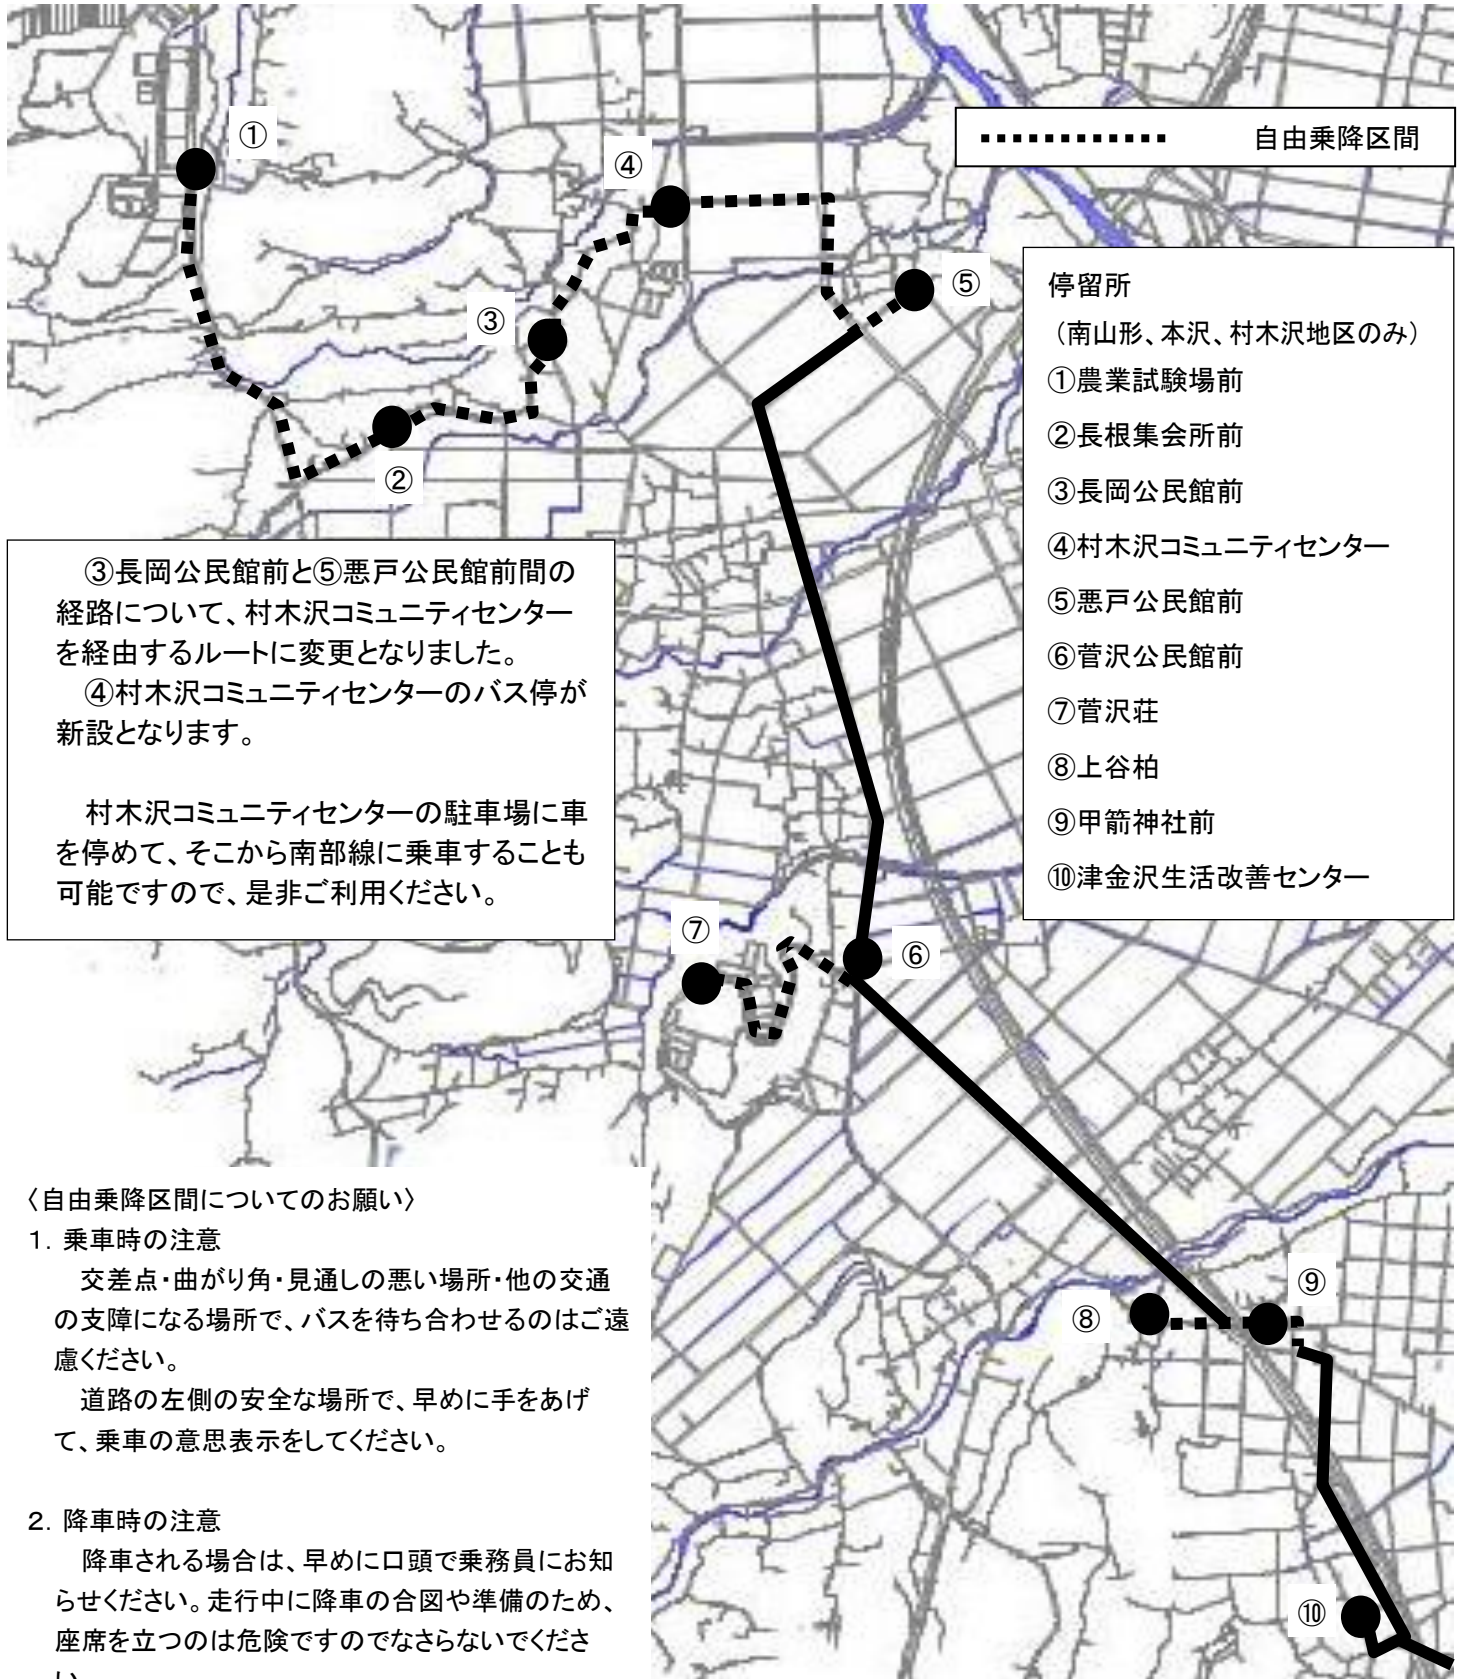 ①
④
自由乗降区間
⑤
③
②
停留所
（南山形、本沢、村木沢地区のみ）
①農業試験場前
②長根集会所前
③長岡公民館前
④村木沢コミュニティセンター
⑤悪戸公民館前
⑥菅沢公民館前
⑦菅沢荘
⑧上谷柏
⑨甲箭神社前
⑩津金沢生活改善センター
③長岡公民館前と⑤悪戸公民館前間の
経路について、村木沢コミュニティセンター
を経由するルートに変更となりました。
④村木沢コミュニティセンターのバス停が
新設となります。
村木沢コミュニティセンターの駐車場に車
を停めて、そこから南部線に乗車することも
可能ですので、是非ご利用ください。
⑦
⑥
⑨
⑧
⑩
〈自由乗降区間についてのお願い〉
1．乗車時の注意
交差点・曲がり角・見通しの悪い場所・他の交通
の支障になる場所で、バスを待ち合わせるのはご遠
慮ください。
道路の左側の安全な場所で、早めに手をあげ
て、乗車の意思表示をしてください。
2．降車時の注意
降車される場合は、早めに口頭で乗務員にお知
らせください。走行中に降車の合図や準備のため、
座席を立つのは危険ですのでなさらないでくださ
い